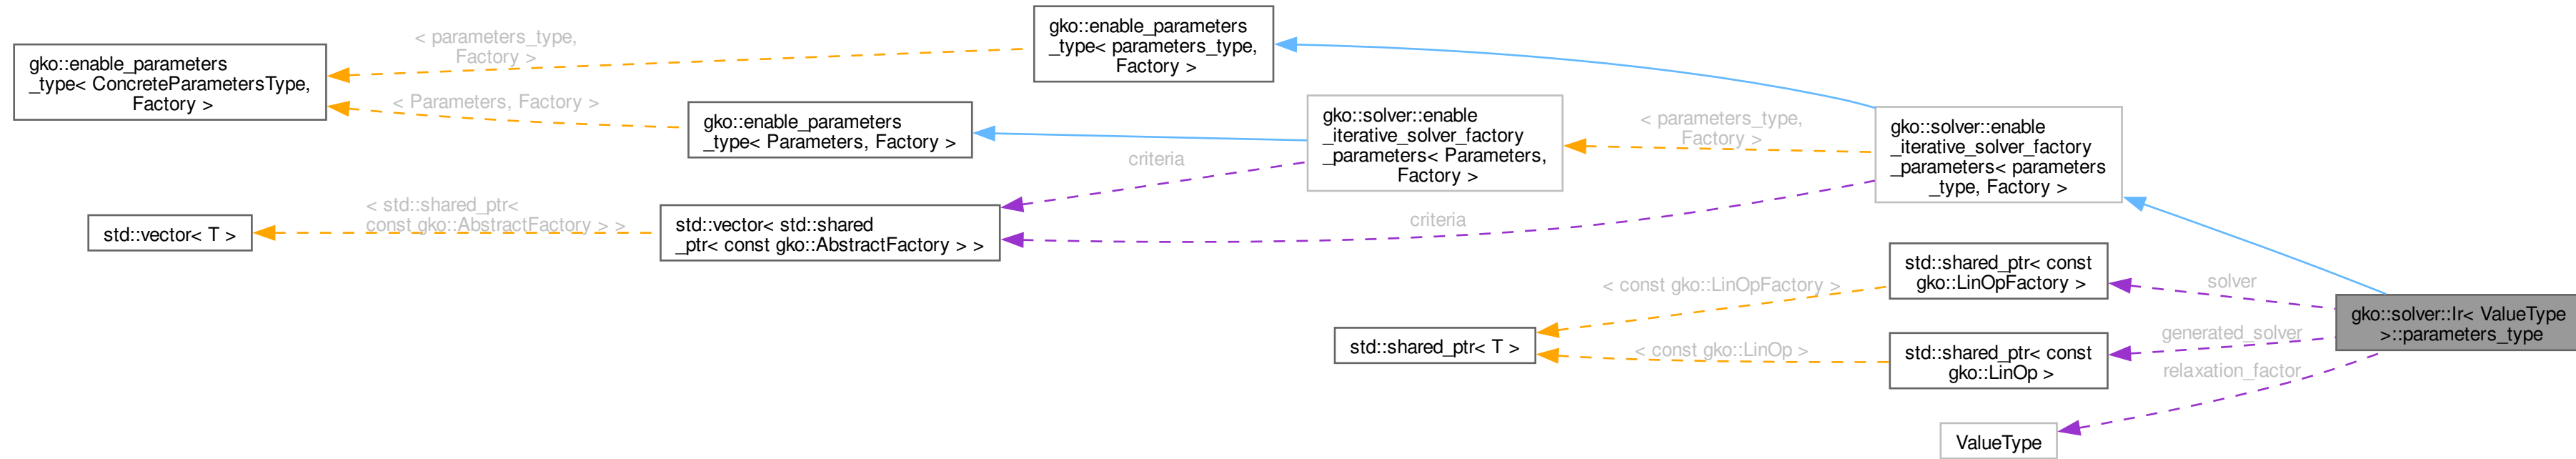 gko::enable_parameters
_type< ConcreteParametersType,
Factory >
< parameters_type,
Factory >
< Parameters, Factory >
gko::enable_parameters
_type< parameters_type,
Factory >
gko::enable_parameters
_type< Parameters, Factory >
gko::solver::enable
_iterative_solver_factory
_parameters< Parameters,
Factory >
< parameters_type,
Factory >
gko::solver::enable
_iterative_solver_factory
_parameters< parameters
_type, Factory >
criteria
criteria
std::vector< T >
< std::shared_ptr<
const gko::AbstractFactory > >
std::vector< std::shared
_ptr< const gko::AbstractFactory > >
std::shared_ptr< T >
< const gko::LinOpFactory >
< const gko::LinOp >
std::shared_ptr< const
gko::LinOpFactory >
std::shared_ptr< const
gko::LinOp >
ValueType
solver
generated_solver
relaxation_factor
gko::solver::Ir< ValueType
>::parameters_type